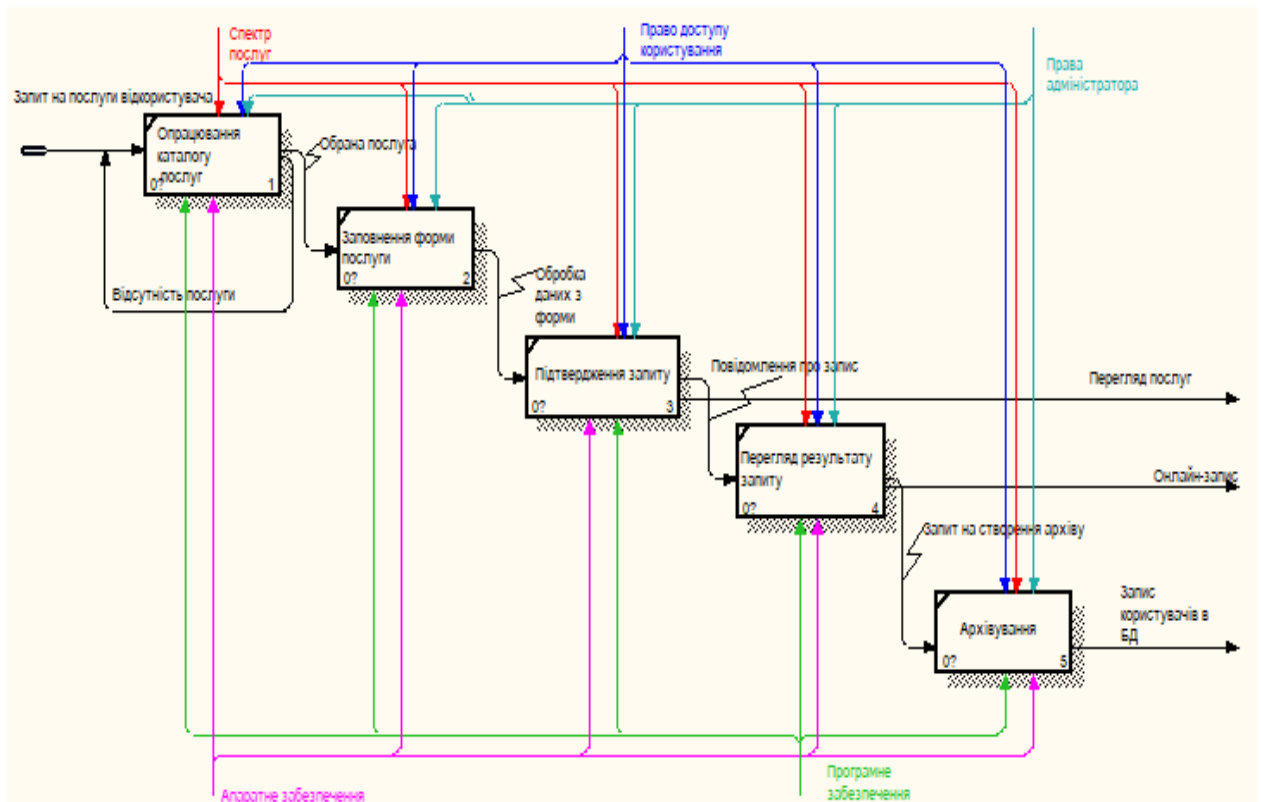 Спектр
послуг
Право доступу
користування
Права
адміністратора
Запит на послуги відкористувача
Опрацювання
каталогу
послуг
0? 1
Обрана послуга
Заповнення форми
послуги
0? 2
Відсутність послуги
Обробка
даних з
форми
Підтвердження запиту
0? 3
Повідомлення про запис
Перегляд послуг
Перегляд результату
запиту
0? 4
Онлайн-запис
Запит на створення архіву
Архівування
0? 5
Запис
користувачів в
БД
Апаратне забезпечення
Програмне
забезпечення